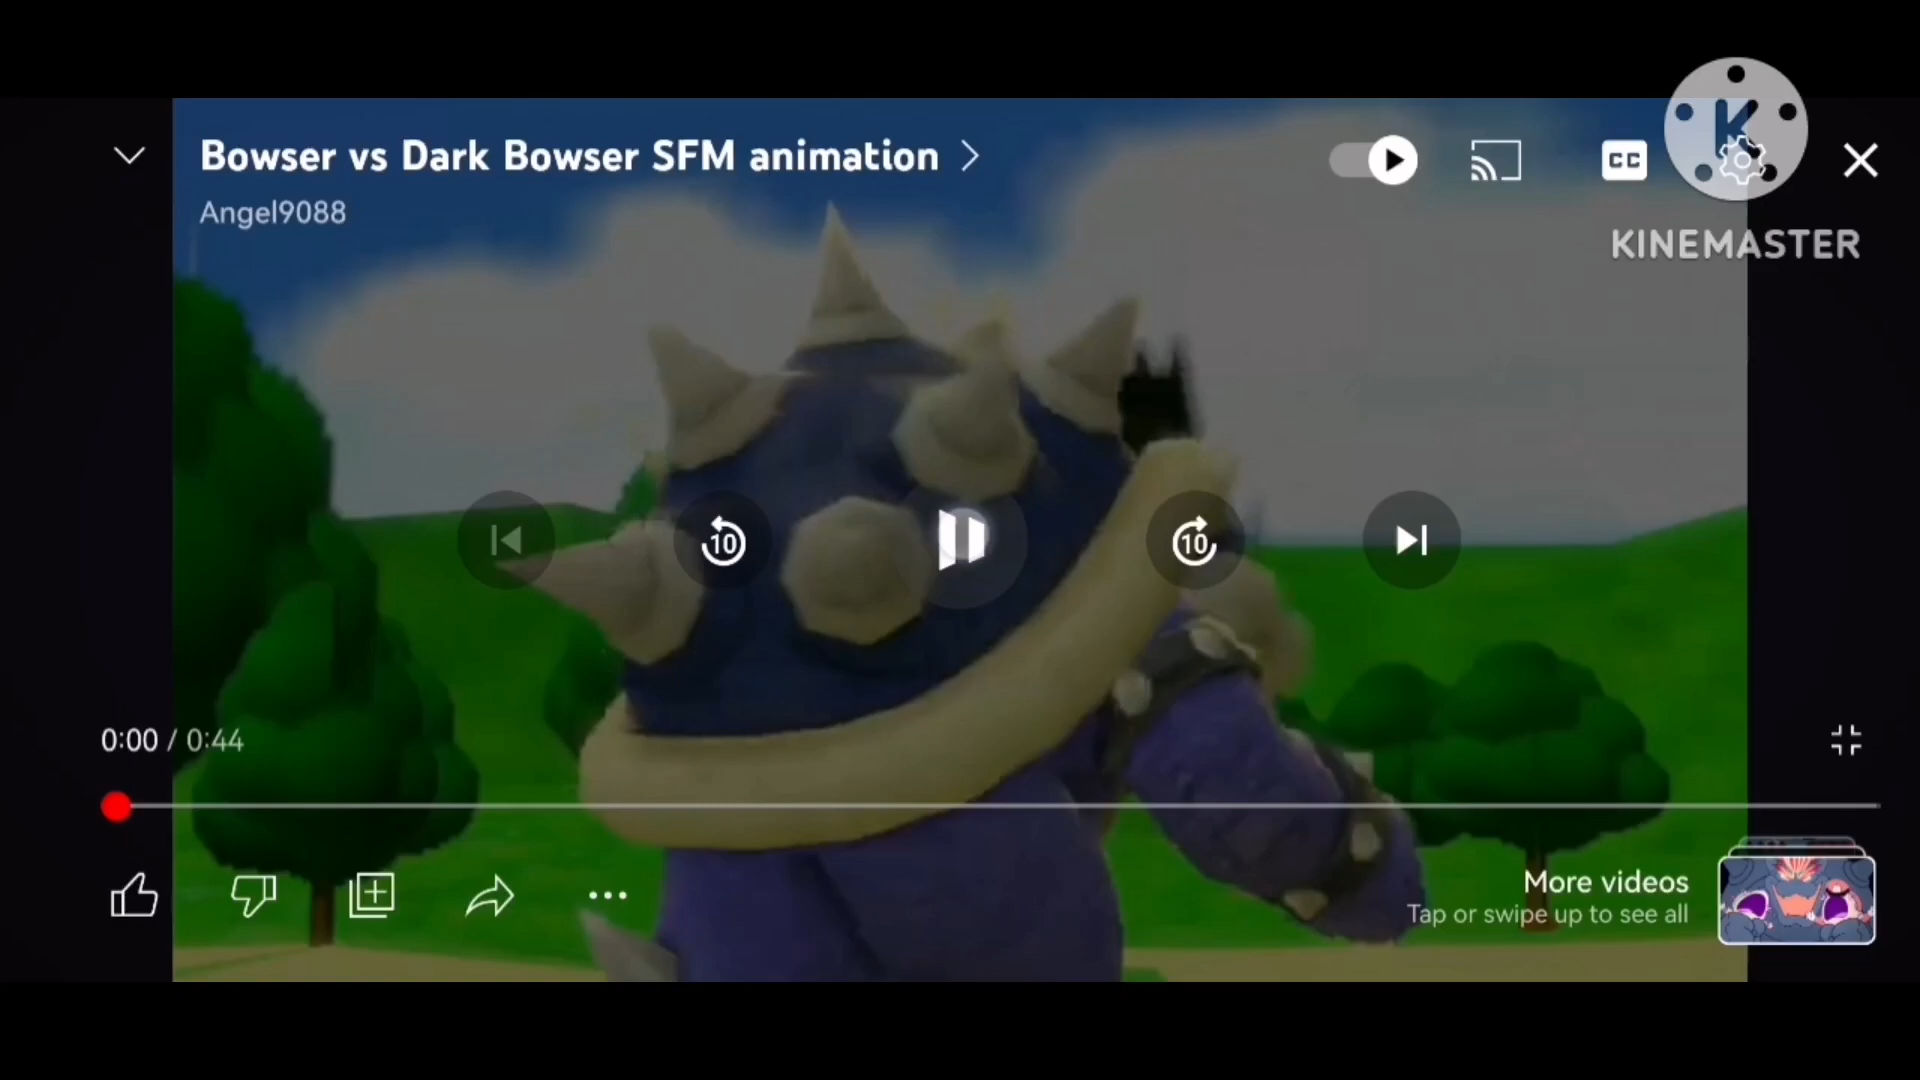 Bowser vs Dark Bowser SFM animation
Angel9088
CC
K
KINEMASTER
10
10
0:00 / 0:44
More videos
Tap or swipe up to see all